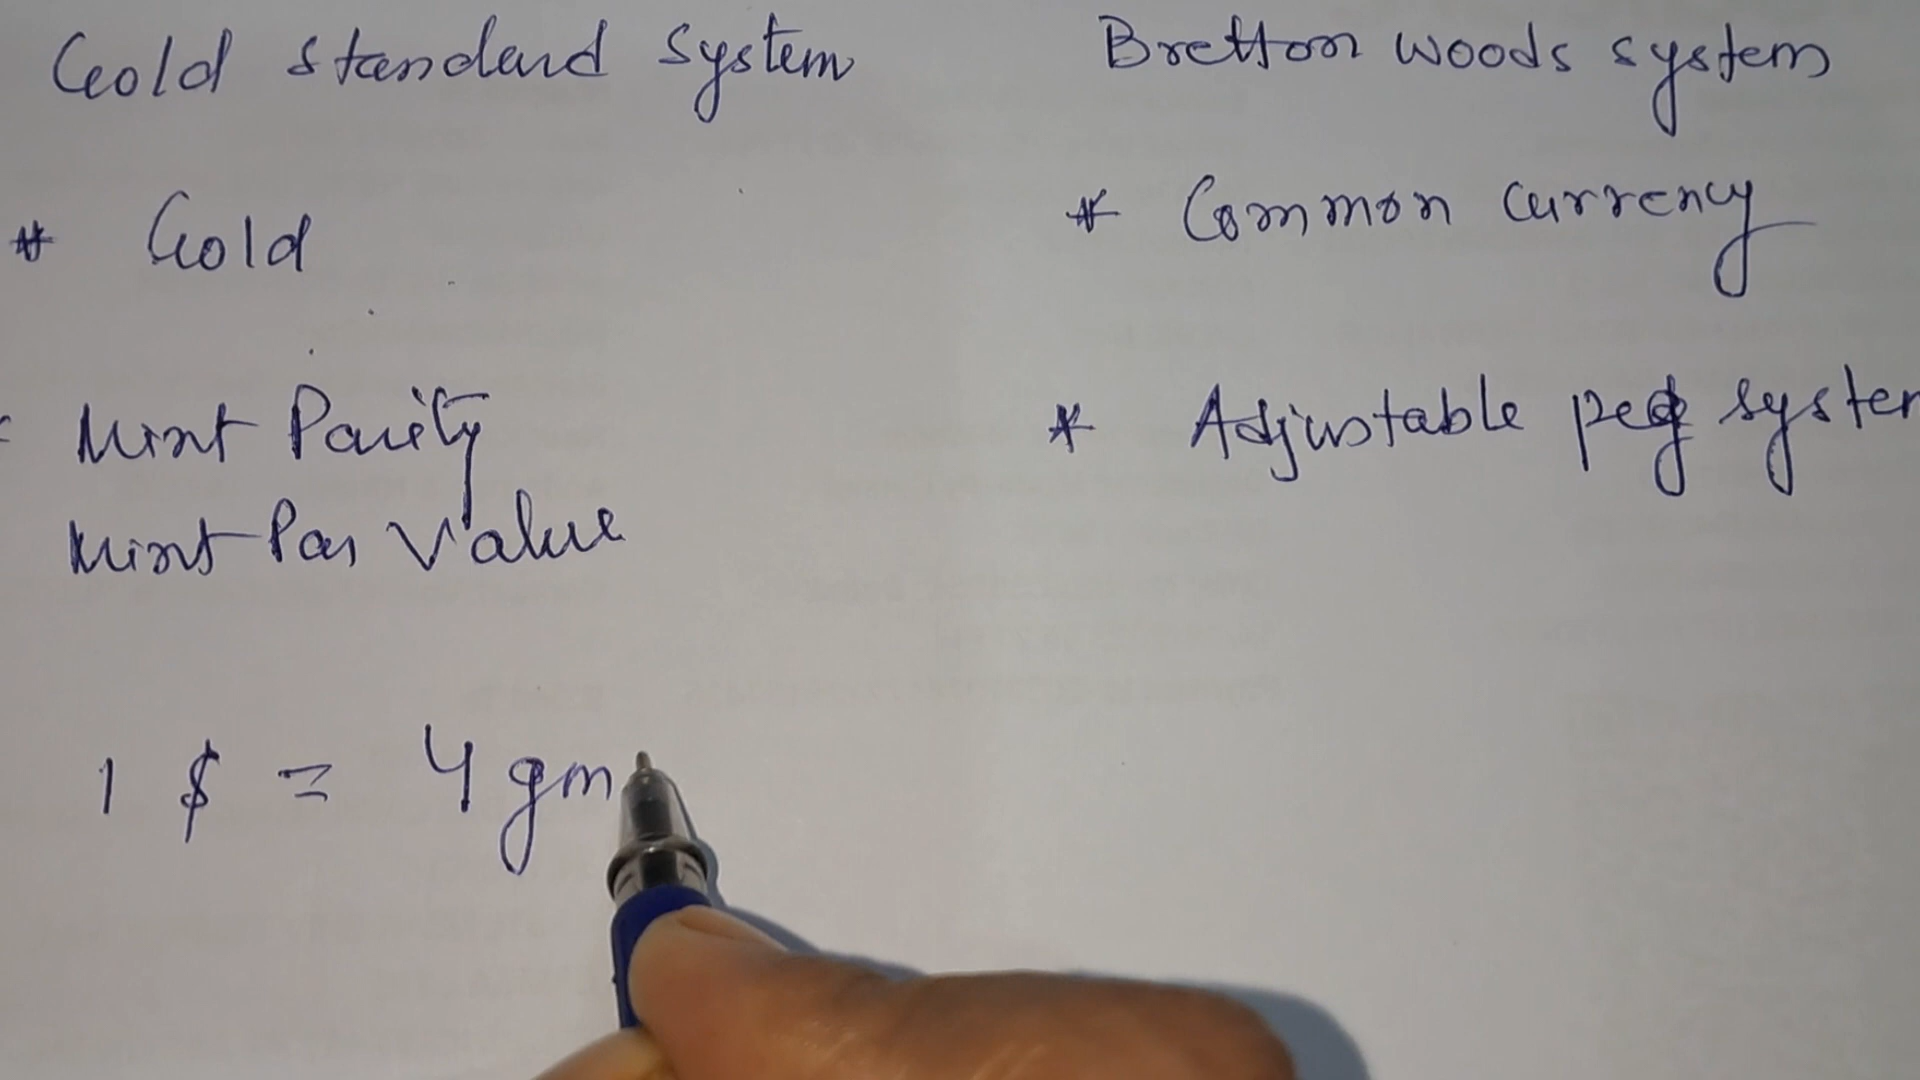 Gold standard system
* Gold
Mint Parity
Mint Par Value
1 $ = 4 gm
Bretton woods system
* Common currency
* Adjustable peg system